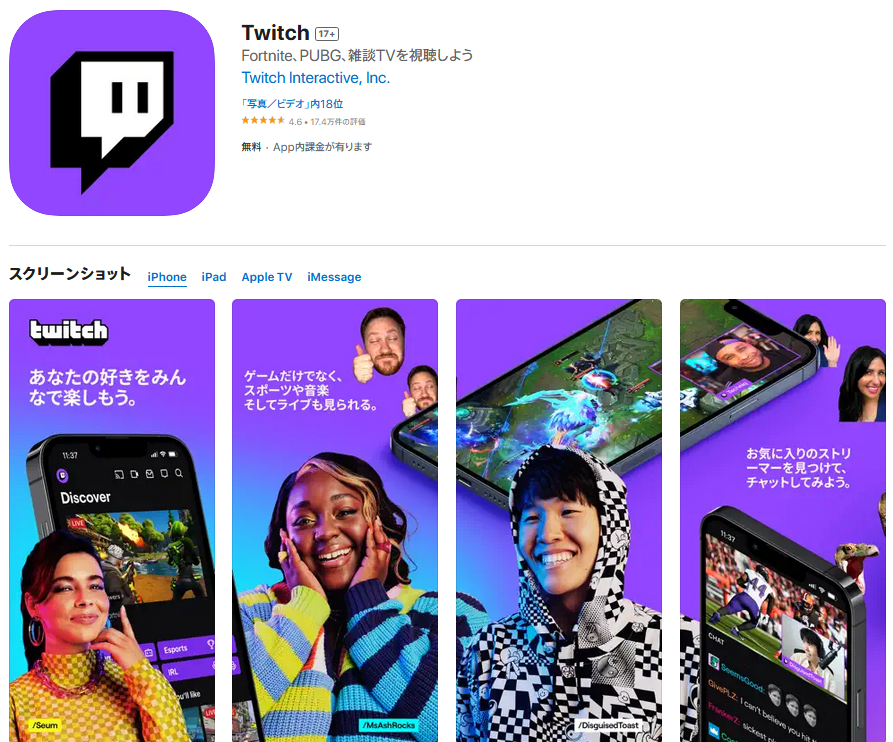 Twitch 17+
Fortnite、PUBG、雑談TVを視聴しよう
Twitch Interactive, Inc.
「写真／ビデオ」内18位
4.6 • 17.4万件の評価
無料 · App内課金が有ります
スクリーンショット iPhone iPad Apple TV iMessage
twitch
あなたの好きをみん
なで楽しもう。
11:37
Discover
LIVE
Esports
IRL
LIVE
/Seum
ゲームだけでなく、
スポーツや音楽
そしてライブも見られる。
/MsAshRocks
/DisguisedToast
お気に入りのストリ
ーマーを見つけて、
チャットしてみよう。
11:37
44
DisguisedToast
CHAT
SeemsGood:
GivePLZ: I can't believe you hit
FrankerZ: sickest